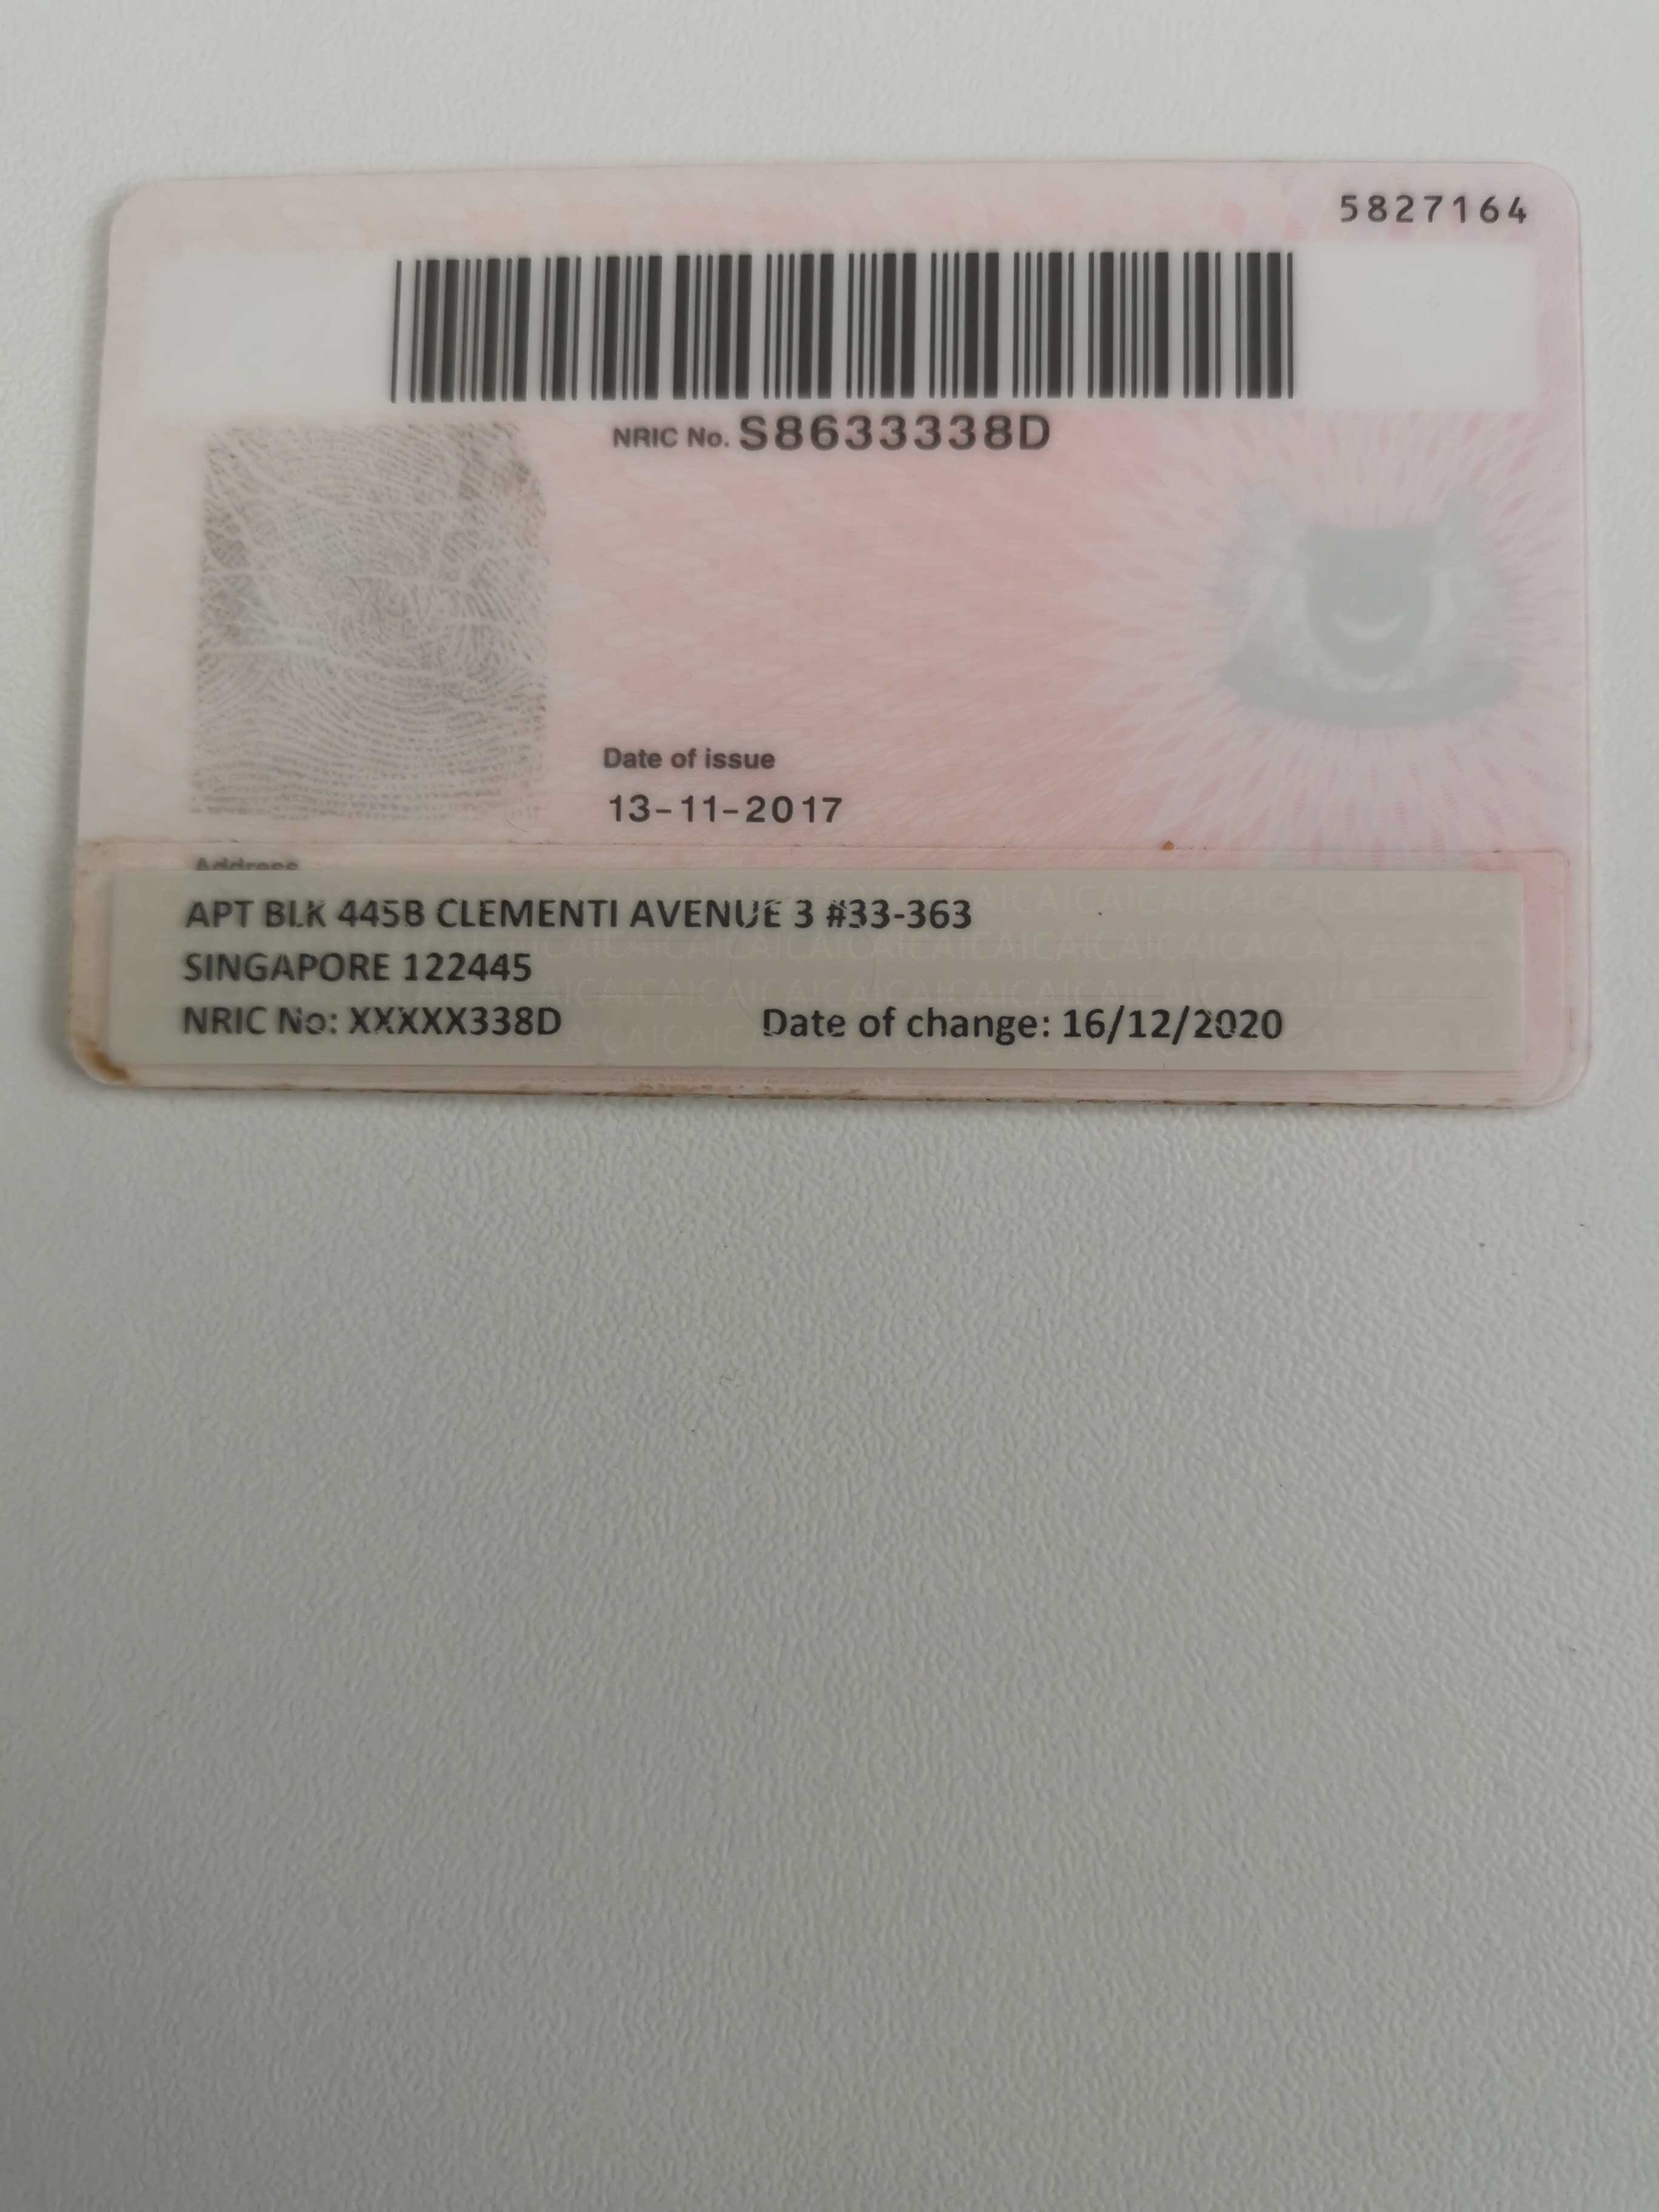 5827164
NRIC No. S8633338D
Date of issue
13-11-2017
Address
APT BLK 445B CLEMENTI AVENUE 3 #33-363
SINGAPORE 122445
NRIC No: XXXXX338D Date of change: 16/12/2020